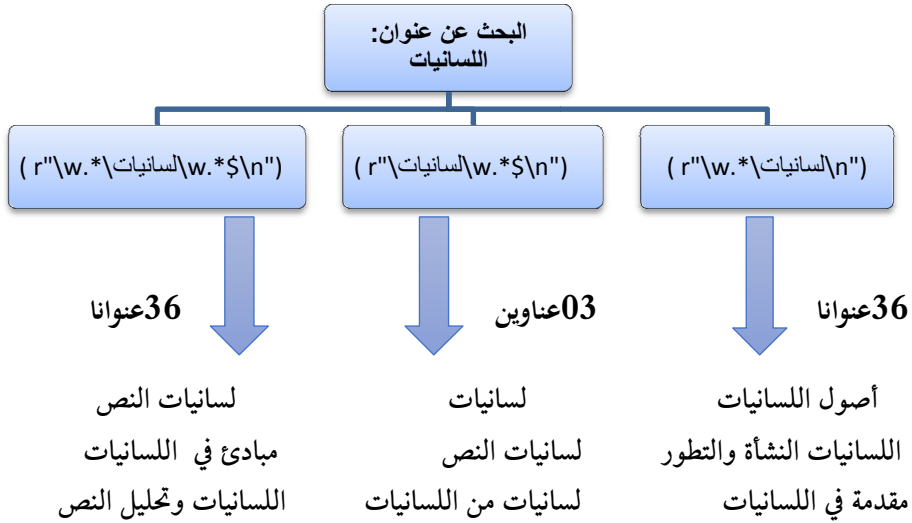 البحث عن عنوان:
اللسانيات
( r"\w.*\لسانيات\n")
( r"\لسانيات\w.*$\n")
( r"\w.*\لسانيات\w.*$\n")
36عنوانا
03عناوين
36عنوانا
أصول اللسانيات
اللسانيات النشأة والتطور
مقدمة في اللسانيات
لسانيات
لسانيات النص
لسانيات من اللسانيات
لسانيات النص
مبادئ في اللسانيات
اللسانيات وتحليل النص